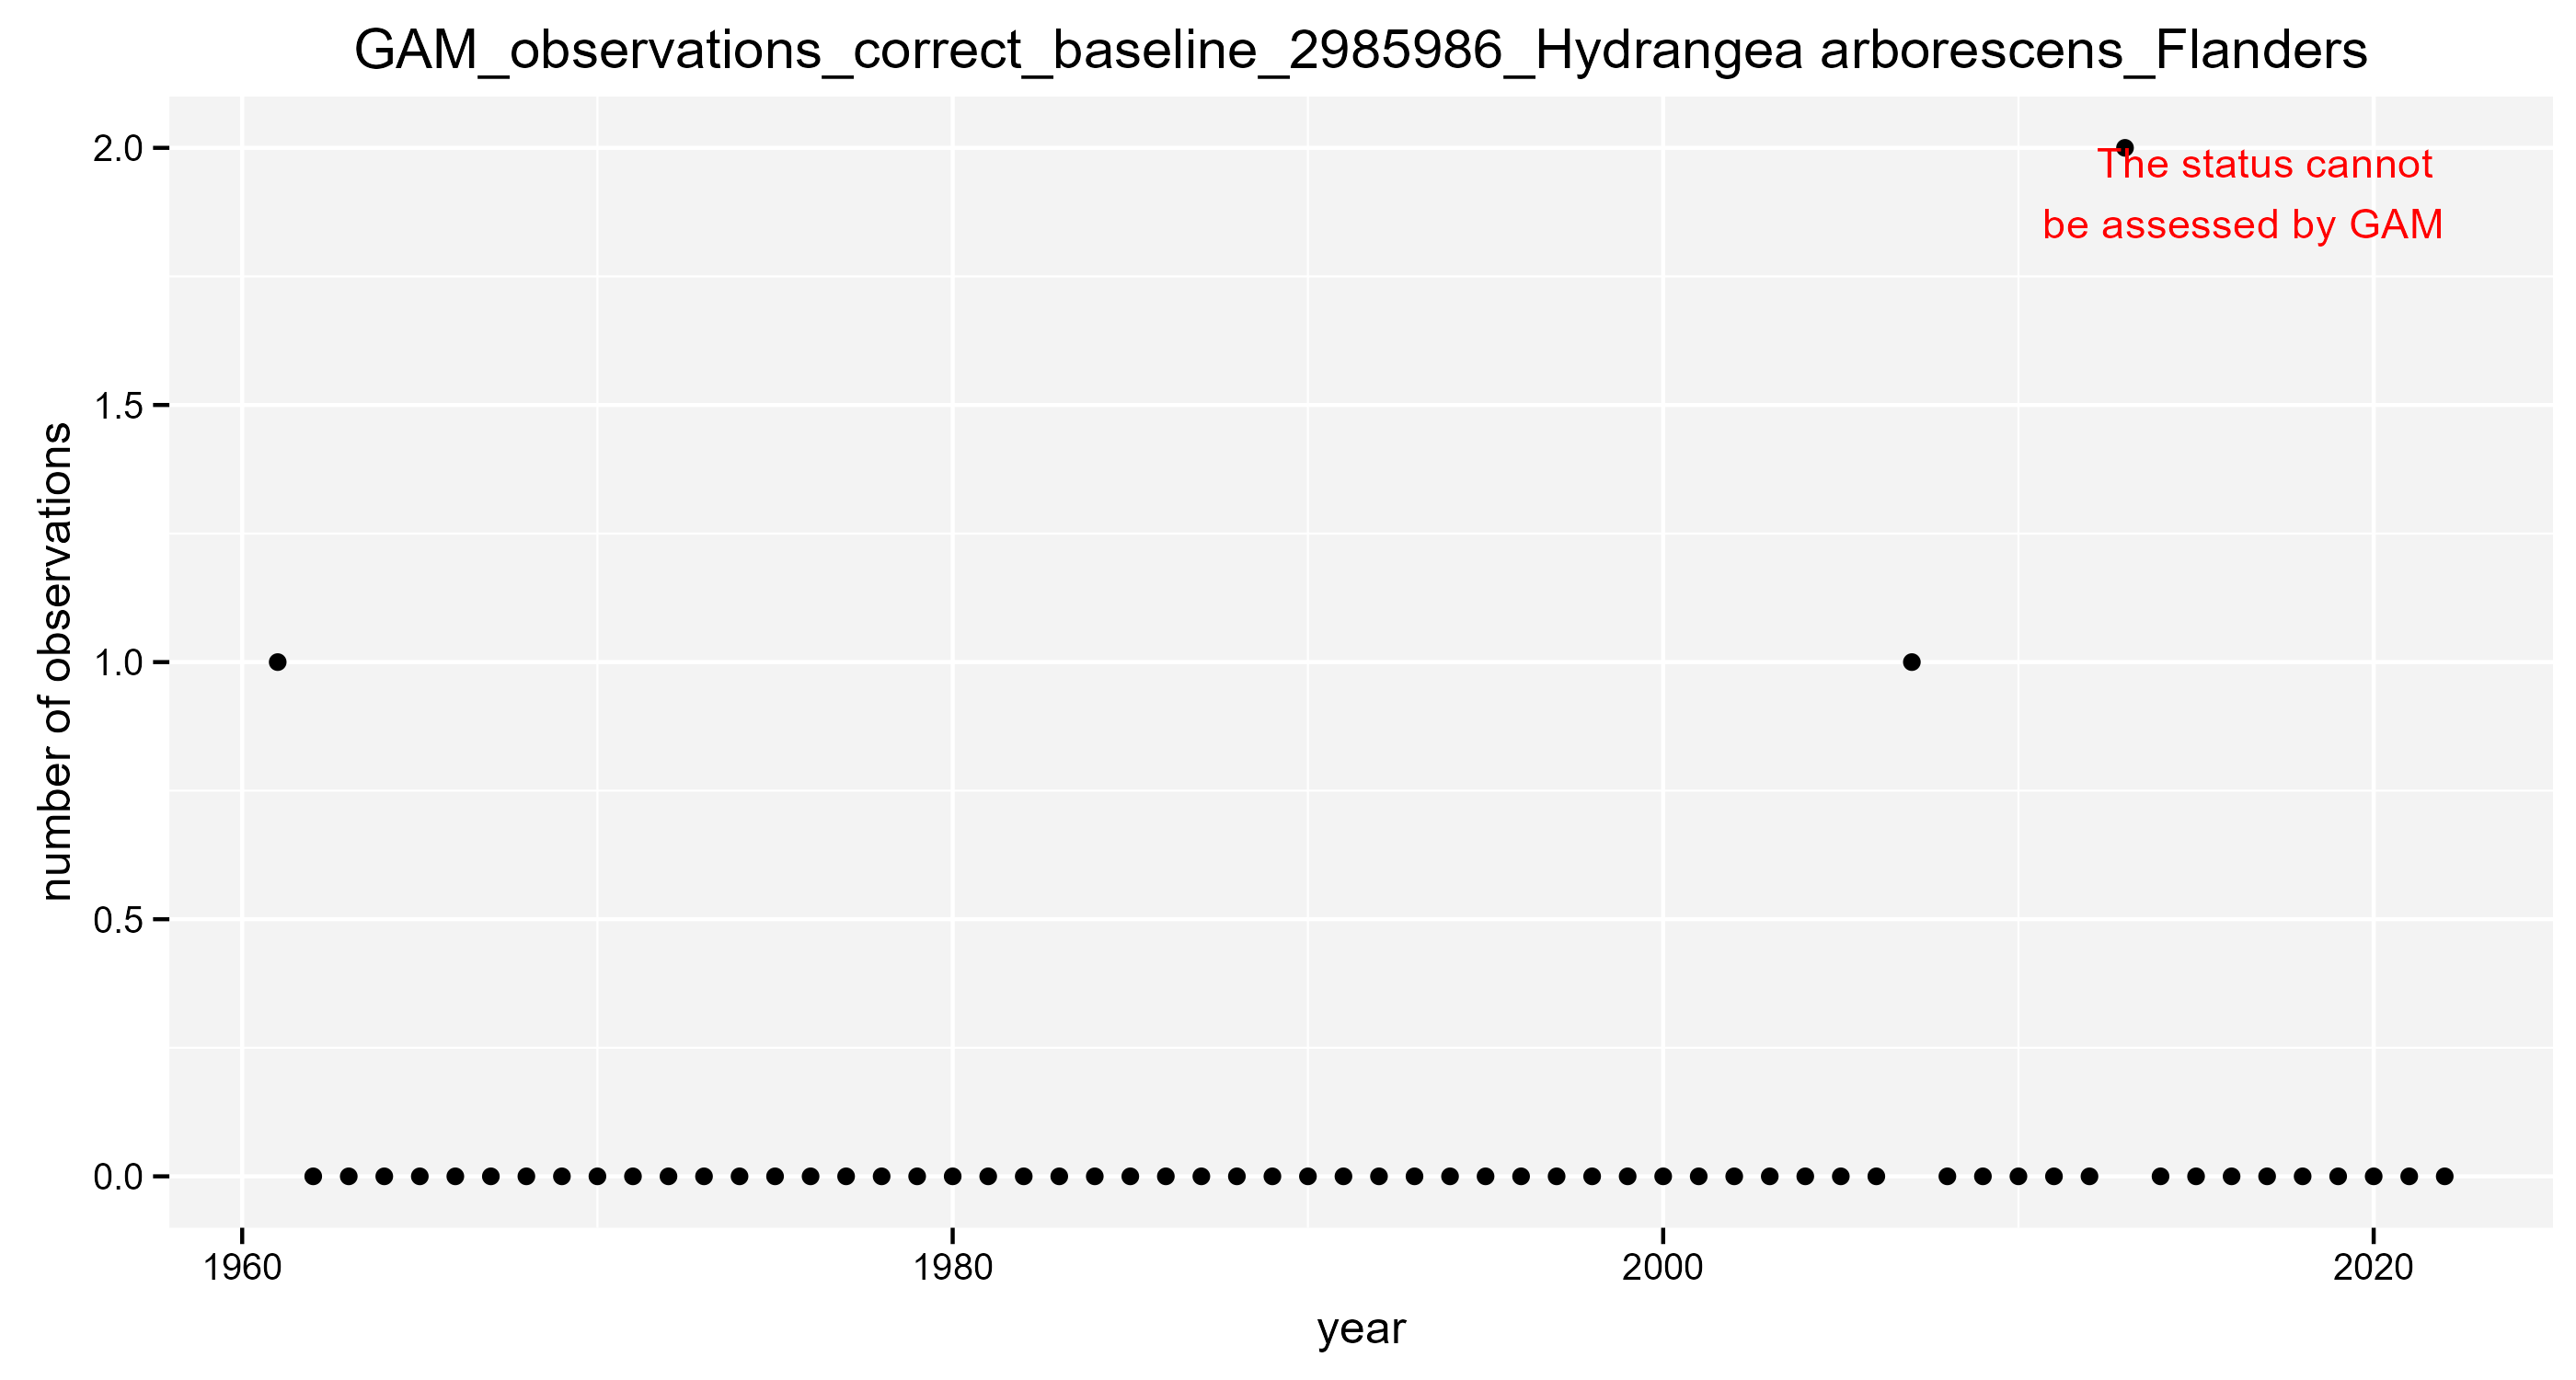 GAM_observations_correct_baseline_2985986_Hydrangea arborescens_Flanders
2.0
The status cannot
be assessed by GAM
1.5
number of observations
1.0
0.5
0.0
1960 1980 2000 2020
year